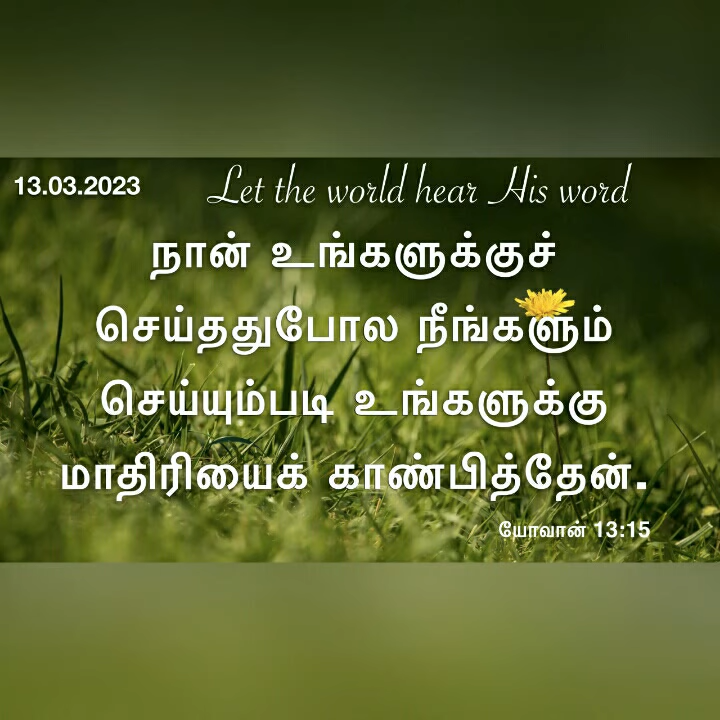 13.03.2023
Let the world hear His word
நான் உங்களுக்குச்
செய்ததுபோல நீங்களும்
செய்யும்படி உங்களுக்கு
மாதிரியைக் காண்பித்தேன்.
யோவான் 13:15